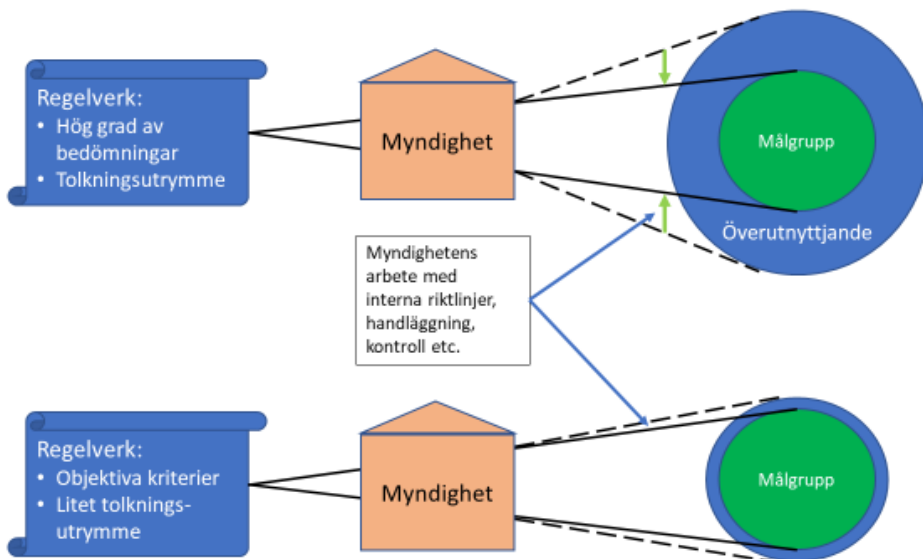 Regelverk:
• Hög grad av
bedömningar
• Tolkningsutrymme
Myndighet
Målgrupp
Överutnyttjande
Myndighetens
arbete med
interna riktlinjer,
handläggning,
kontroll etc.
Regelverk:
• Objektiva kriterier
• Litet tolknings-
utrymme
Myndighet
Målgrupp